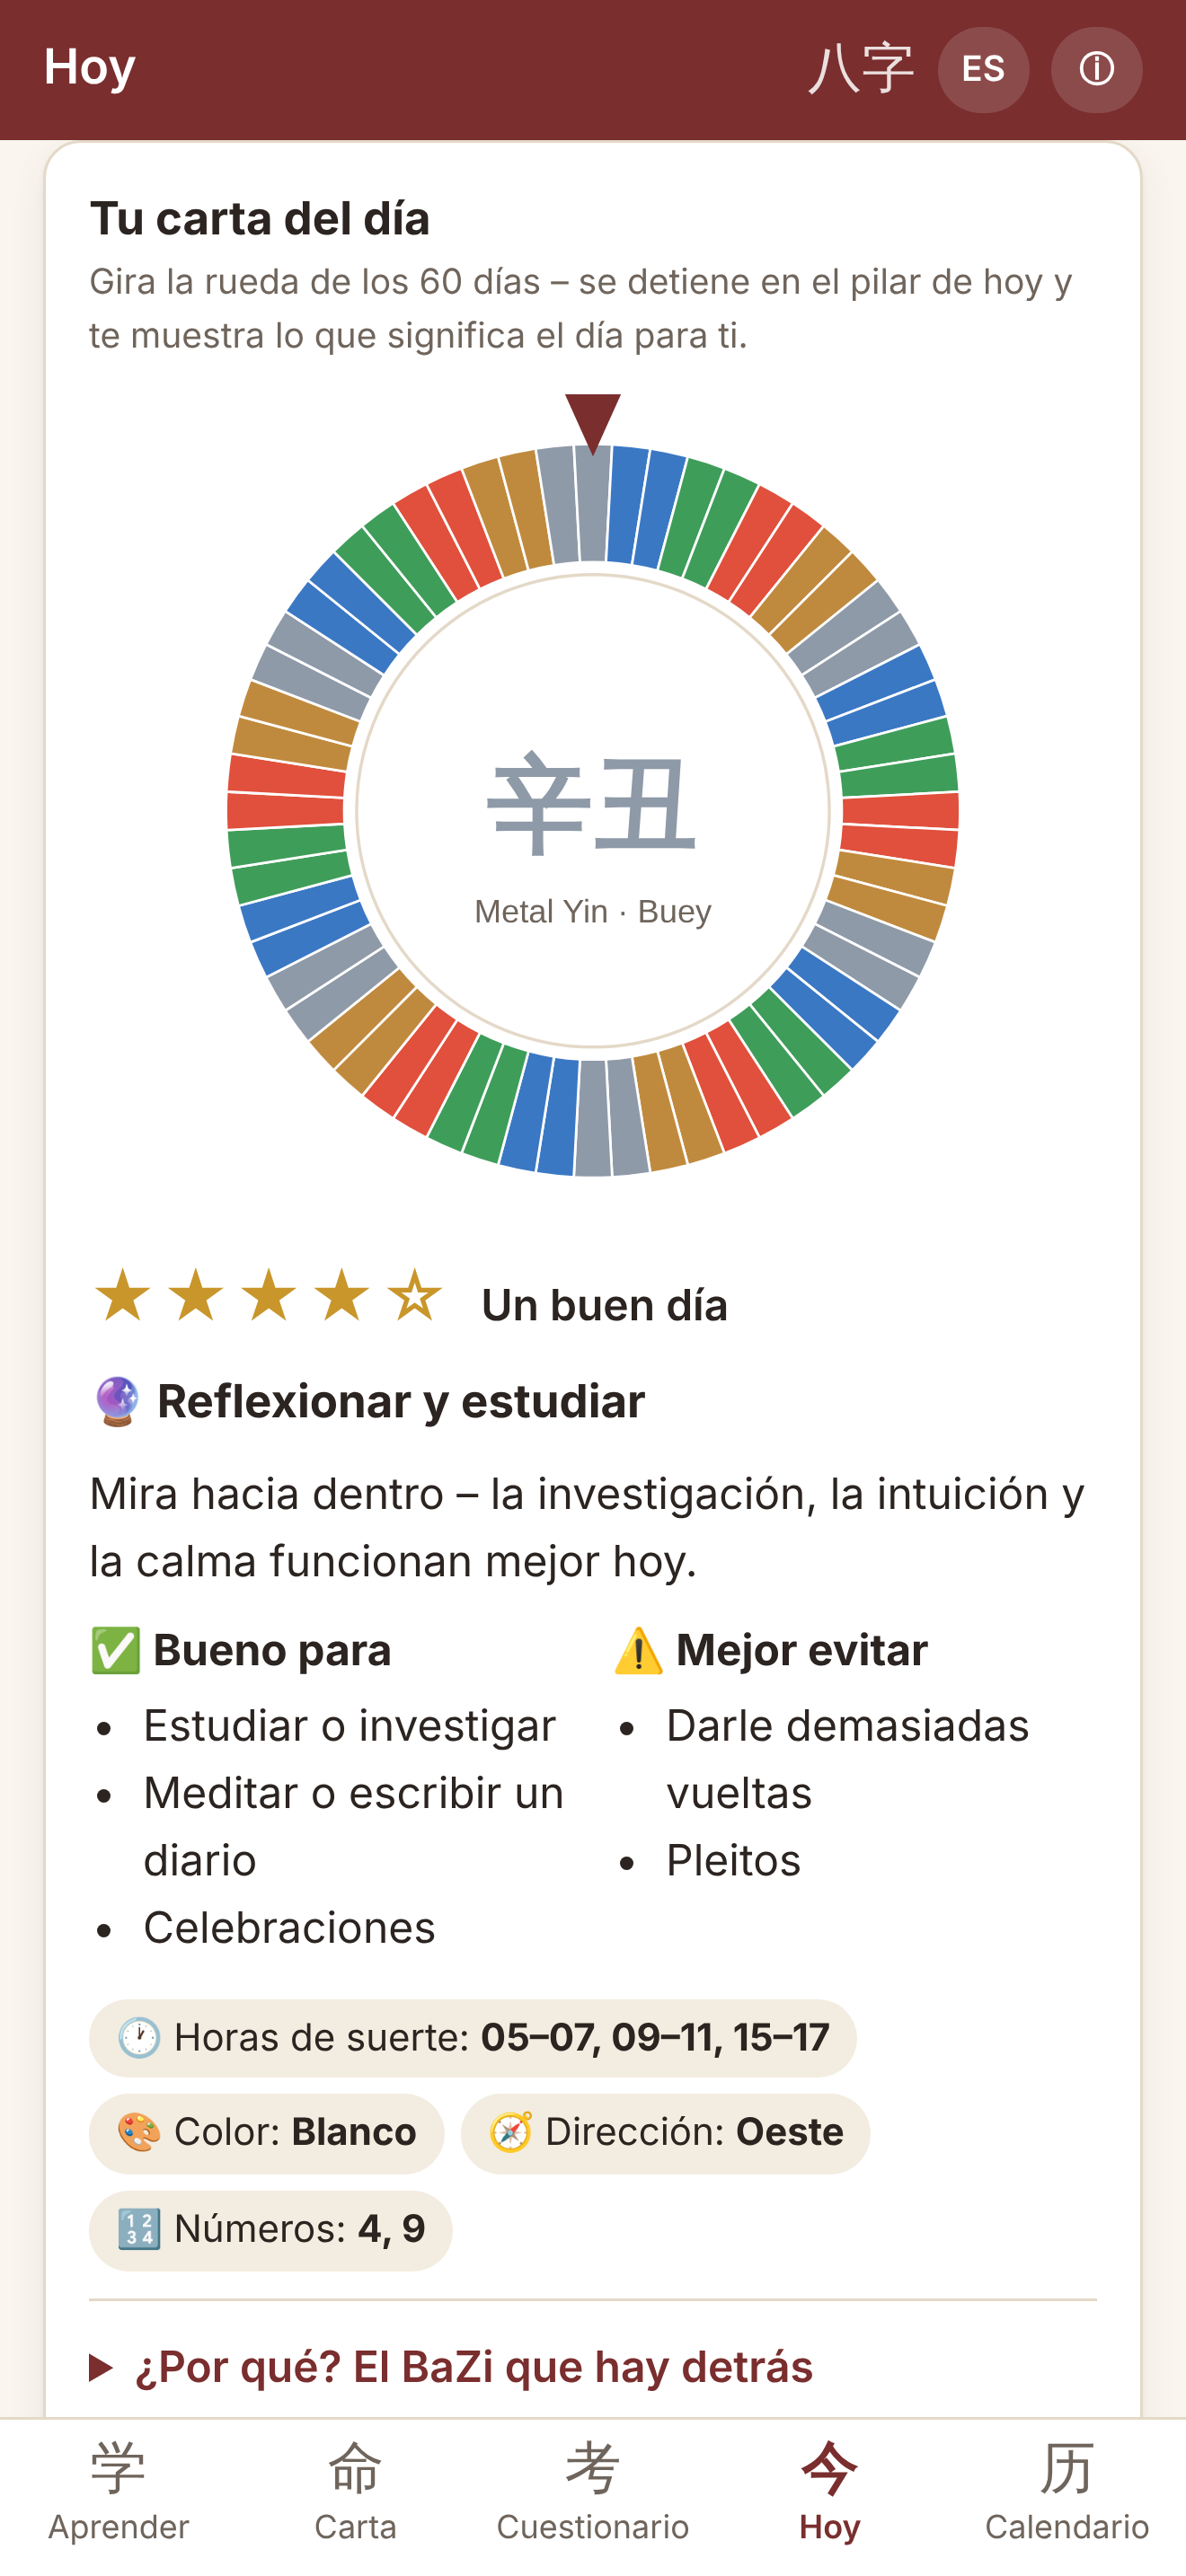 Hoy
八字
ES
ⓘ
Tu carta del día
Gira la rueda de los 60 días – se detiene en el pilar de hoy y
te muestra lo que significa el día para ti.
辛丑
Metal Yin · Buey
★★★★☆ Un buen día
🔮 Reflexionar y estudiar
Mira hacia dentro – la investigación, la intuición y
la calma funcionan mejor hoy.
✅ Bueno para
• Estudiar o investigar
• Meditar o escribir un
diario
• Celebraciones
⚠️ Mejor evitar
• Darle demasiadas
vueltas
• Pleitos
🕐 Horas de suerte: 05–07, 09–11, 15–17
🎨 Color: Blanco
🧭 Dirección: Oeste
🔢 Números: 4, 9
▶ ¿Por qué? El BaZi que hay detrás
学
Aprender
命
Carta
考
Cuestionario
今
Hoy
历
Calendario